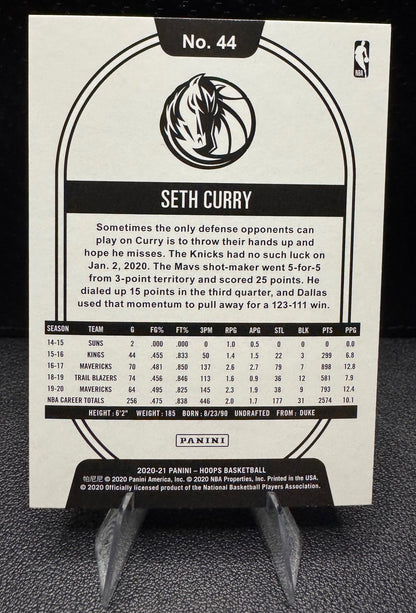 No. 44
NBA
SETH CURRY
Sometimes the only defense opponents can
play on Curry is to throw their hands up and
hope he misses. The Knicks had no such luck on
Jan. 2, 2020. The Mavs shot-maker went 5-for-5
from 3-point territory and scored 25 points. He
dialed up 15 points in the third quarter, and Dallas
used that momentum to pull away for a 123-111 win.
SEASON TEAM G FG% FT% 3PM RPG APG STL BLK PTS PPG
14-15 SUNS 2 .000 .000 0 1.0 0.5 0 0 0 0.0
15-16 KINGS 44 .455 .833 50 1.4 1.5 22 3 299 6.8
16-17 MAVERICKS 70 .481 .850 137 2.6 2.7 79 7 898 12.8
18-19 TRAIL BLAZERS 74 .456 .846 113 1.6 0.9 36 12 581 7.9
19-20 MAVERICKS 64 .495 .825 145 2.3 1.9 38 9 793 12.4
NBA CAREER TOTALS 256 .475 .838 446 2.0 1.7 177 31 2574 10.1
HEIGHT: 6'2" WEIGHT: 185 BORN: 8/23/90 UNDRAFTED FROM: DUKE
PANINI
2020-21 PANINI – HOOPS BASKETBALL
帕尼尼 © 2020 Panini America, Inc. © 2020 NBA Properties, Inc. Printed in the USA.
© 2020 Officially licensed product of the National Basketball Players Association.